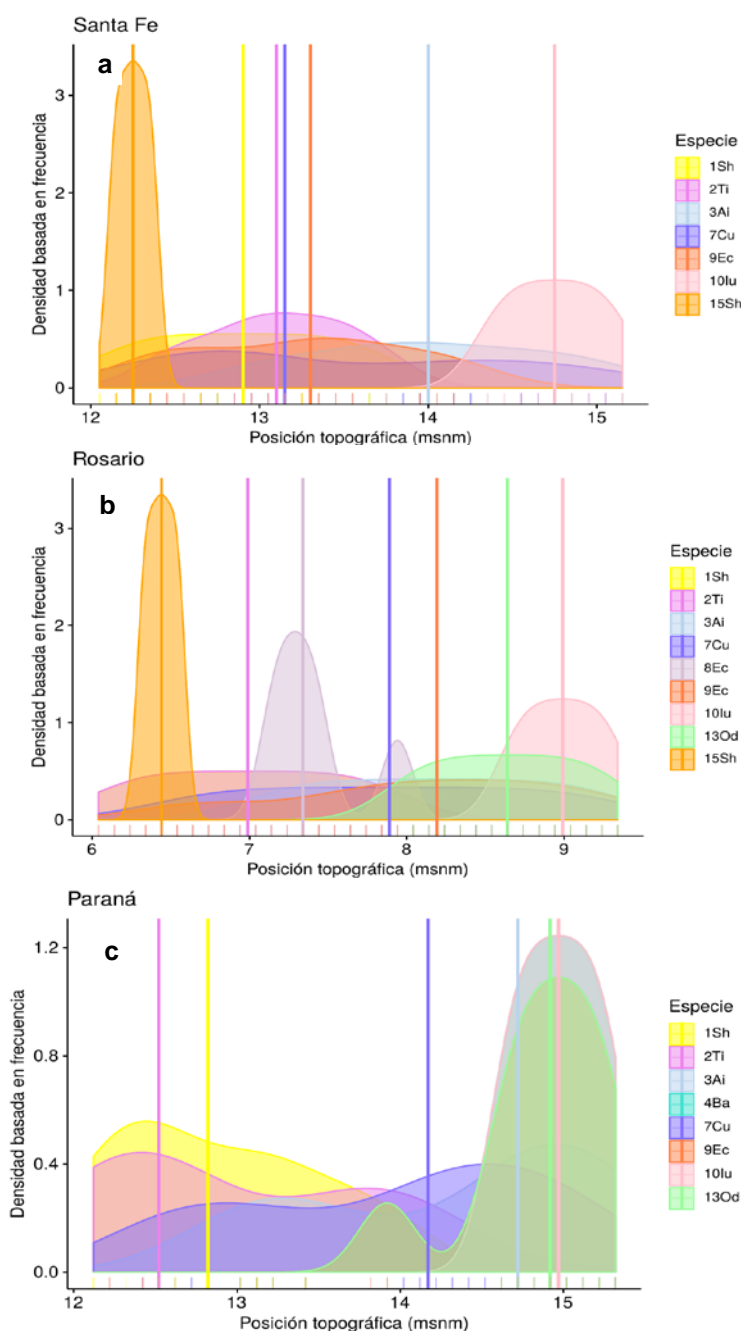 Santa Fe
a
Densidad basada en frecuencia
3
2
1
0
12
13
14
15
Posición topográfica (msnm)
Especie
1Sh
2Ti
3Ai
7Cu
9Ec
10Iu
15Sh
Rosario
b
Densidad basada en frecuencia
3
2
1
0
6
7
8
9
Posición topográfica (msnm)
Especie
1Sh
2Ti
3Ai
7Cu
8Ec
9Ec
10Iu
13Od
15Sh
Paraná
c
Densidad basada en frecuencia
1.2
0.8
0.4
0.0
12
13
14
15
Posición topográfica (msnm)
Especie
1Sh
2Ti
3Ai
4Ba
7Cu
9Ec
10Iu
13Od